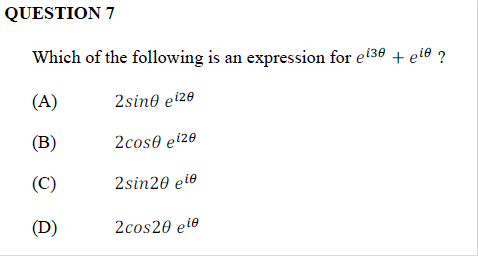 QUESTION 7
Which of the following is an expression for e^{i3θ} + e^{iθ} ?
(A) 2sinθ e^{i2θ}
(B) 2cosθ e^{i2θ}
(C) 2sin2θ e^{iθ}
(D) 2cos2θ e^{iθ}